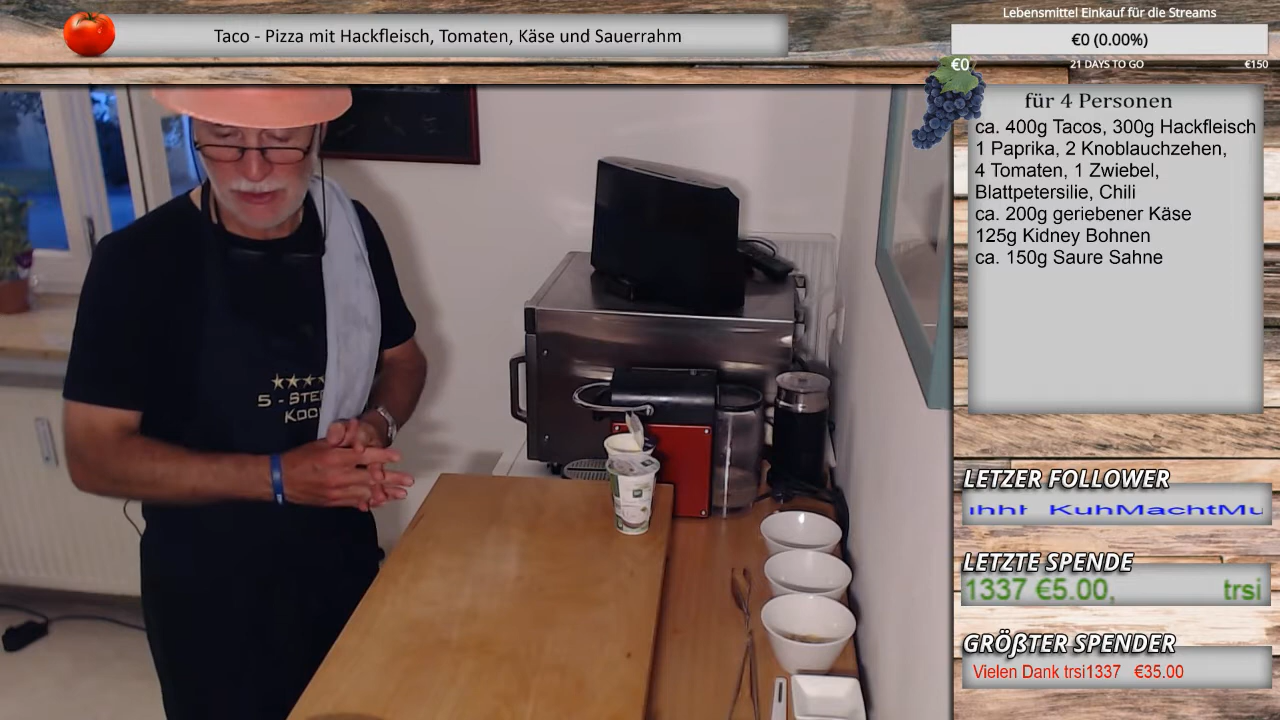 Taco - Pizza mit Hackfleisch, Tomaten, Käse und Sauerrahm
Lebensmittel Einkauf für die Streams
€0 (0.00%)
€0
21 DAYS TO GO
€150
für 4 Personen
ca. 400g Tacos, 300g Hackfleisch
1 Paprika, 2 Knoblauchzehen,
4 Tomaten, 1 Zwiebel,
Blattpetersilie, Chili
ca. 200g geriebener Käse
125g Kidney Bohnen
ca. 150g Saure Sahne
5 - STE
KOC
LETZER FOLLOWER
KuhMachtMu
LETZTE SPENDE
1337 €5.00, trsi
GRÖßTER SPENDER
Vielen Dank trsi1337 €35.00